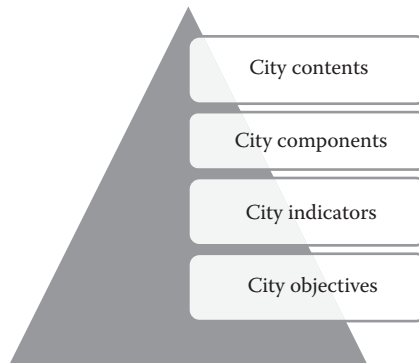 City contents
City components
City indicators
City objectives